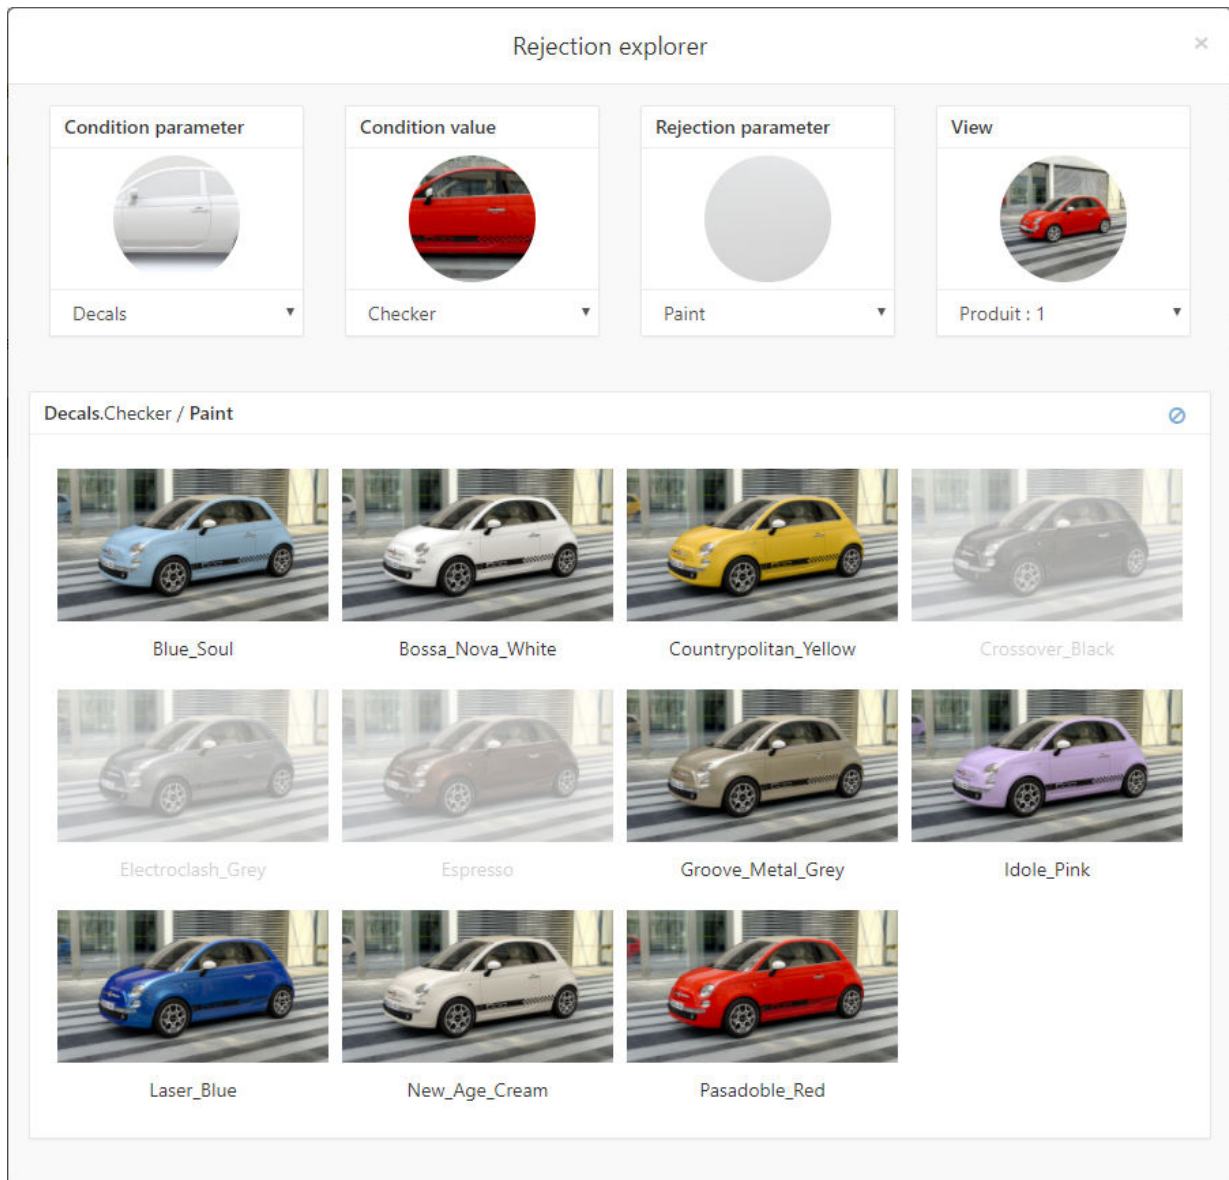 Rejection explorer ×
Condition parameter
Condition value
Rejection parameter
View
Decals
Checker
Paint
Produit : 1
Decals.Checker / Paint
Blue_Soul
Bossa_Nova_White
Countrypolitan_Yellow
Crossover_Black
Electroclash_Grey
Espresso
Groove_Metal_Grey
Idole_Pink
Laser_Blue
New_Age_Cream
Pasadoble_Red